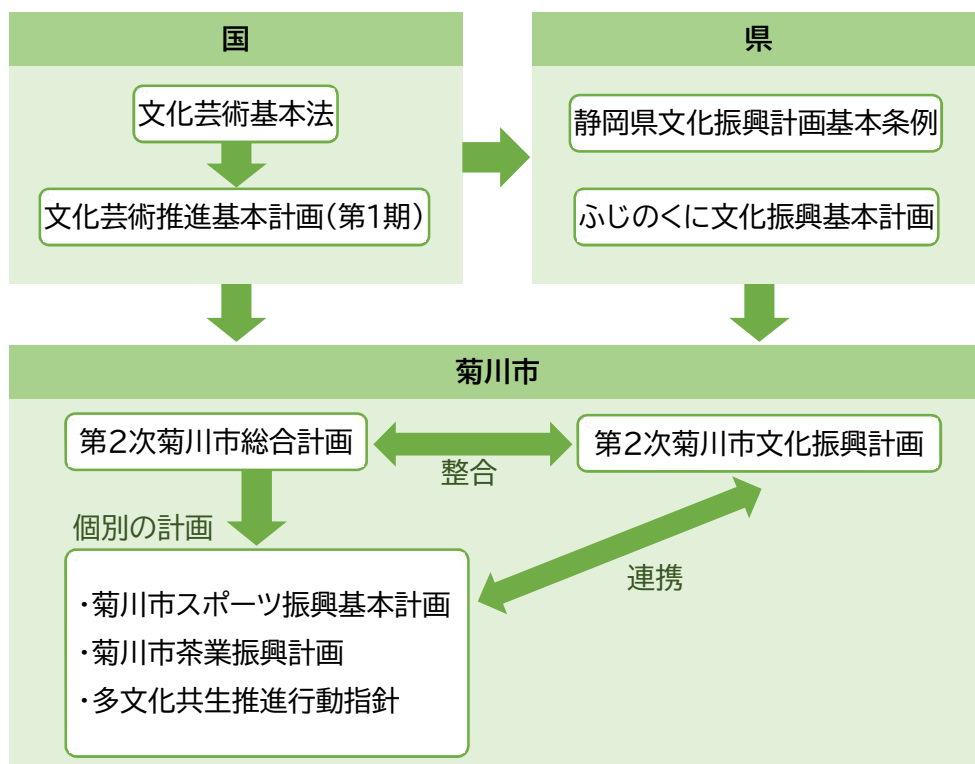 国
文化芸術基本法
文化芸術推進基本計画（第1期）
県
静岡県文化振興計画基本条例
ふじのくに文化振興基本計画
菊川市
第2次菊川市総合計画
整合
第2次菊川市文化振興計画
個別の計画
・菊川市スポーツ振興基本計画
・菊川市茶業振興計画
・多文化共生推進行動指針
連携